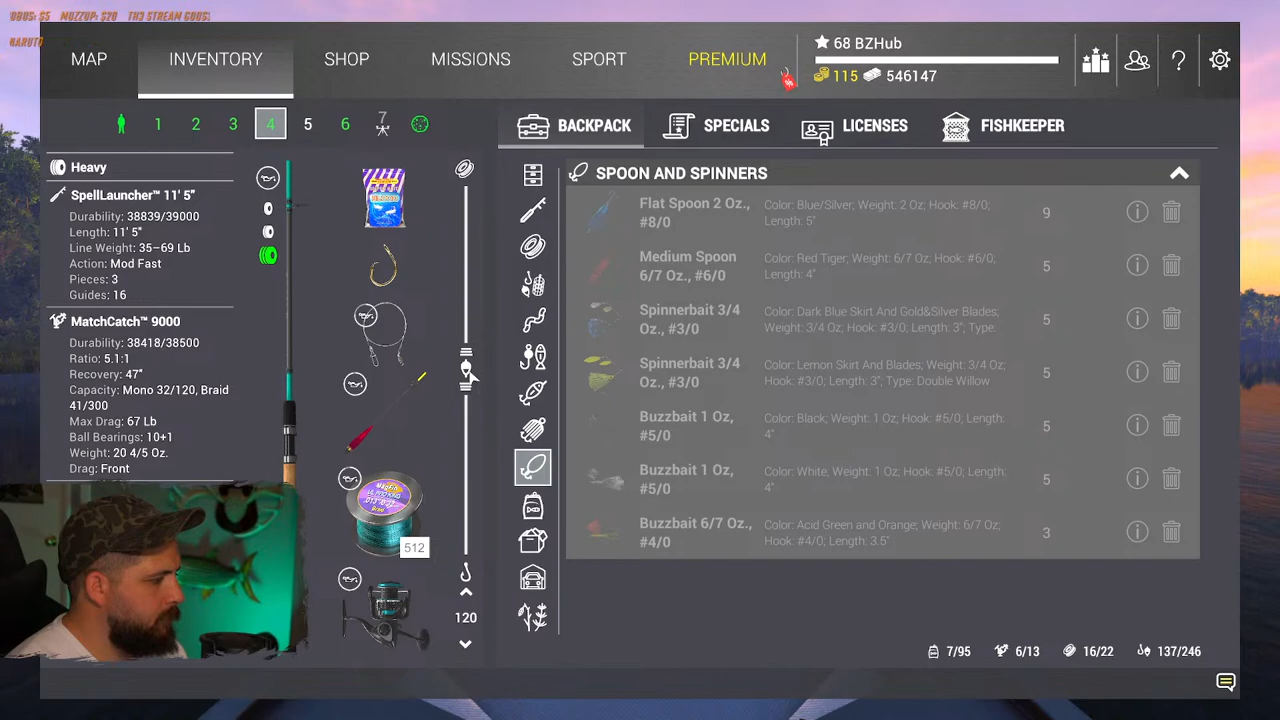 JOBUS: $5 MUZZUP: $20 TH3 STREAM GODS:
NARUTO
MAP
INVENTORY
SHOP
MISSIONS
SPORT
PREMIUM
68 BZHub
115 546147
1 2 3 4 5 6 7
BACKPACK
SPECIALS
LICENSES
FISHKEEPER
Heavy
SpellLauncher™ 11' 5"
Durability: 38839/39000
Length: 11' 5"
Line Weight: 35–69 Lb
Action: Mod Fast
Pieces: 3
Guides: 16
MatchCatch™ 9000
Durability: 38418/38500
Ratio: 5.1:1
Recovery: 47"
Capacity: Mono 32/120, Braid
41/300
Max Drag: 67 Lb
Ball Bearings: 10+1
Weight: 20 4/5 Oz.
Drag: Front
512
120
SPOON AND SPINNERS
Flat Spoon 2 Oz.,
#8/0
Color: Blue/Silver, Weight: 2 Oz; Hook: #8/0;
Length: 5"
9
Medium Spoon
6/7 Oz., #6/0
Color: Red Tiger, Weight: 6/7 Oz; Hook: #6/0;
Length: 4"
5
Spinnerbait 3/4
Oz., #3/0
Color: Dark Blue Skirt And Gold&Silver Blades;
Weight: 3/4 Oz; Hook: #3/0; Length: 3"; Type:
5
Spinnerbait 3/4
Oz., #3/0
Color: Lemon Skirt And Blades; Weight: 3/4 Oz;
Hook: #3/0; Length: 3"; Type: Double Willow
5
Buzzbait 1 Oz,
#5/0
Color: Black; Weight: 1 Oz; Hook: #5/0; Length:
4"
5
Buzzbait 1 Oz,
#5/0
Color: White; Weight: 1 Oz; Hook: #5/0; Length:
4"
5
Buzzbait 6/7 Oz.,
#4/0
Color: Acid Green and Orange; Weight: 6/7 Oz;
Hook: #4/0; Length: 3.5"
3
7/95 6/13 16/22 137/246